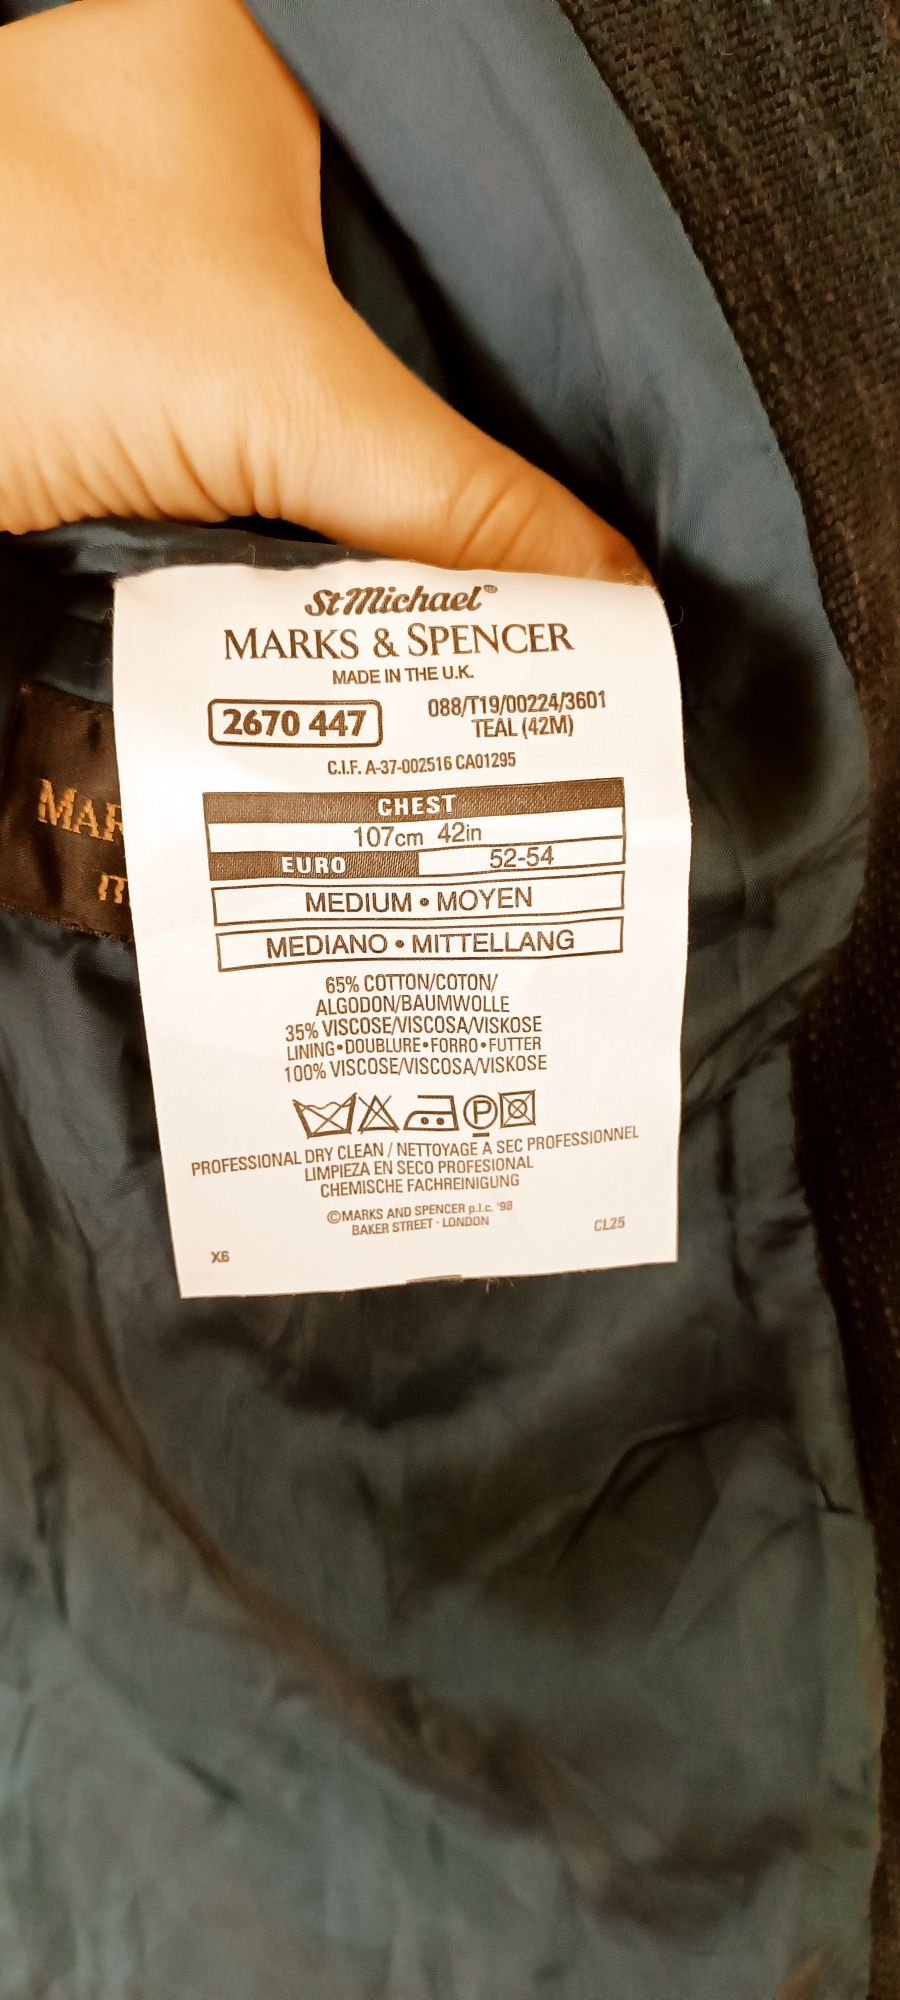 St Michael®
MARKS & SPENCER
MADE IN THE U.K.
2670 447
088/T19/00224/3601
TEAL (42M)
C.I.F. A-37-002516 CA01295
CHEST
107cm 42in
EURO 52-54
MEDIUM • MOYEN
MEDIANO • MITTELLANG
65% COTTON/COTON/
ALGODON/BAUMWOLLE
35% VISCOSE/VISCOSA/VISKOSE
LINING•DOUBLURE•FORRO•FUTTER
100% VISCOSE/VISCOSA/VISKOSE
P
PROFESSIONAL DRY CLEAN / NETTOYAGE A SEC PROFESSIONNEL
LIMPIEZA EN SECO PROFESIONAL
CHEMISCHE FACHREINIGUNG
©MARKS AND SPENCER p.l.c. '98
BAKER STREET · LONDON
X6
CL25
MAR